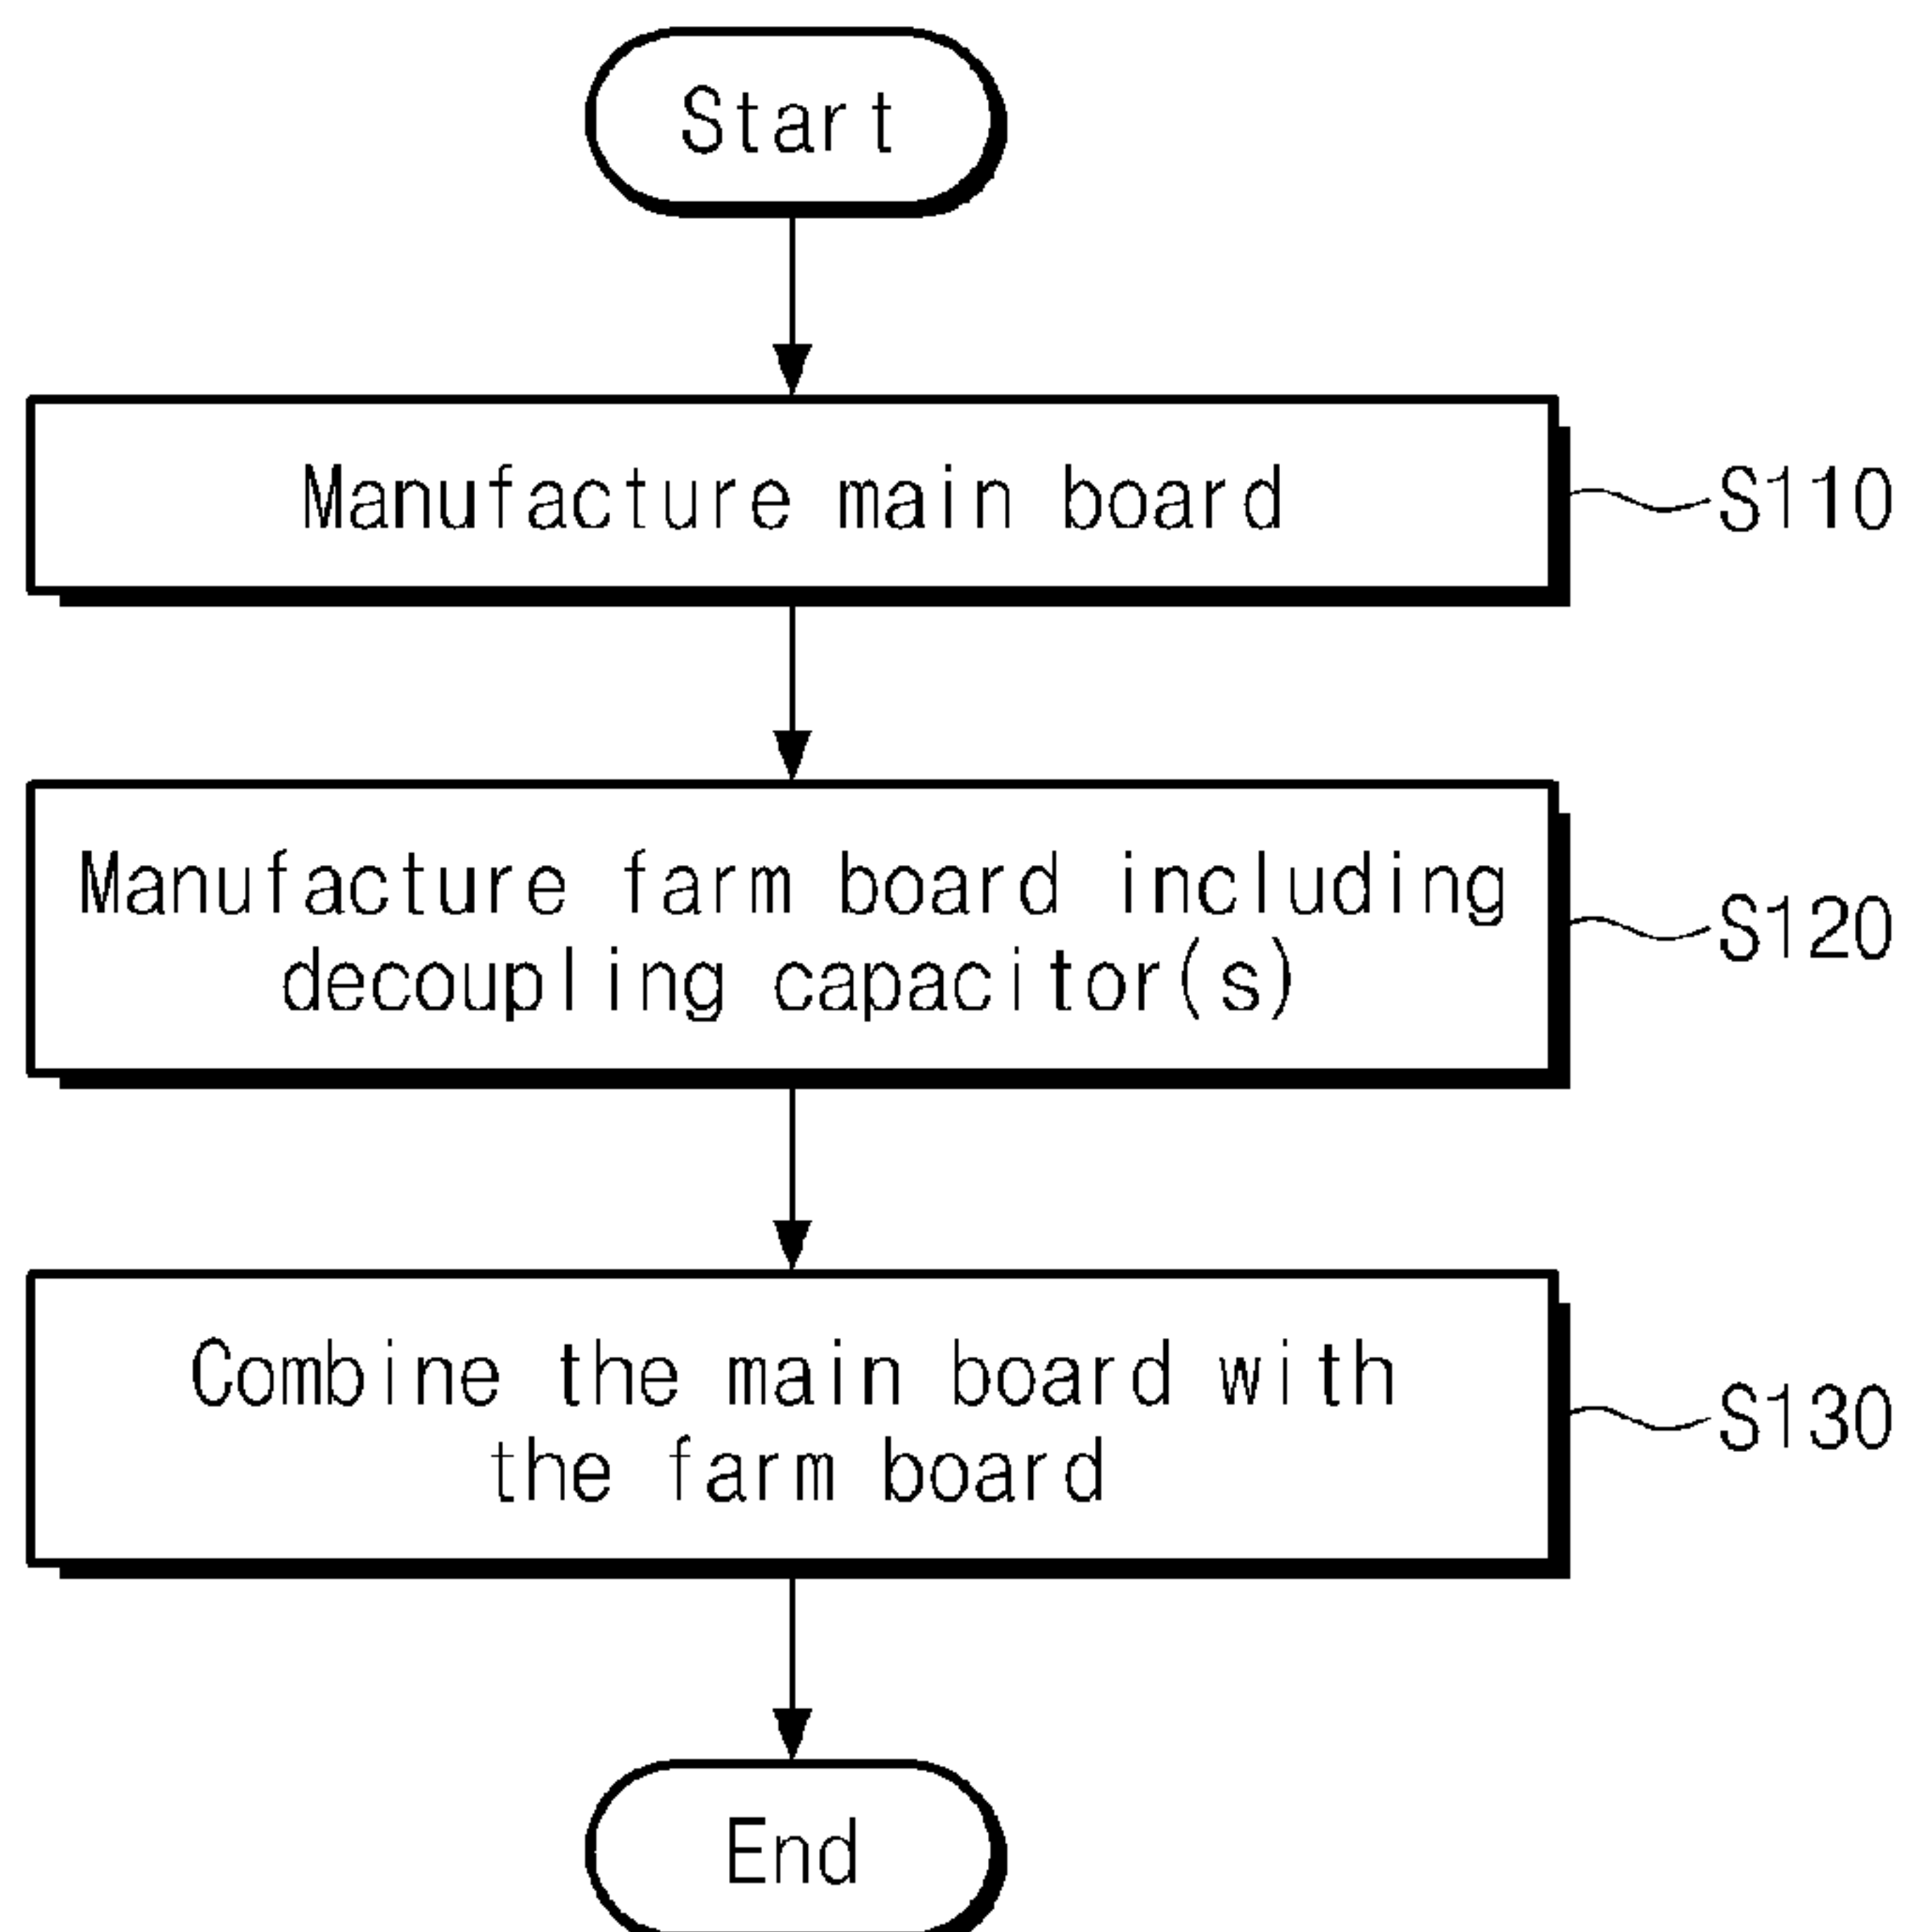 Start
Manufacture main board
S110
Manufacture farm board including
decoupling capacitor(s)
S120
Combine the main board with
the farm board
S130
End